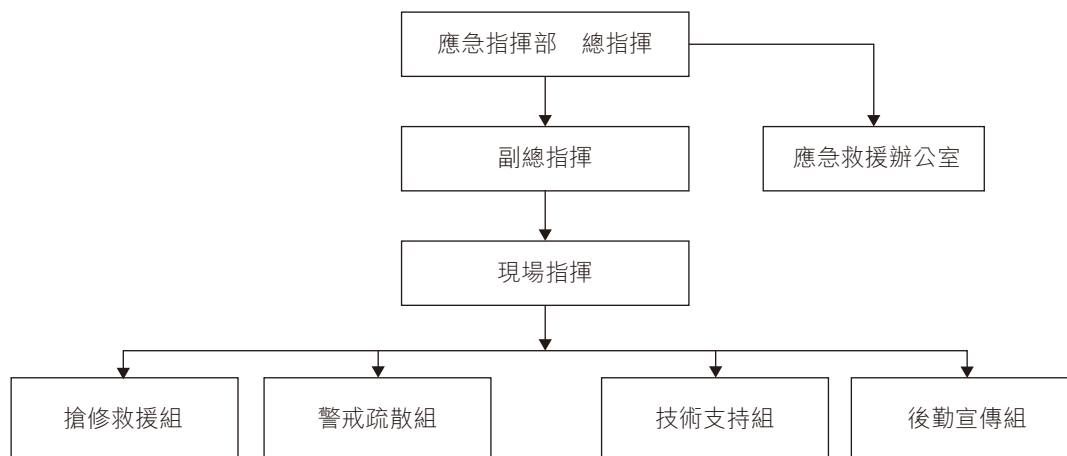 應急指揮部　總指揮
副總指揮
應急救援辦公室
現場指揮
搶修救援組
警戒疏散組
技術支持組
後勤宣傳組